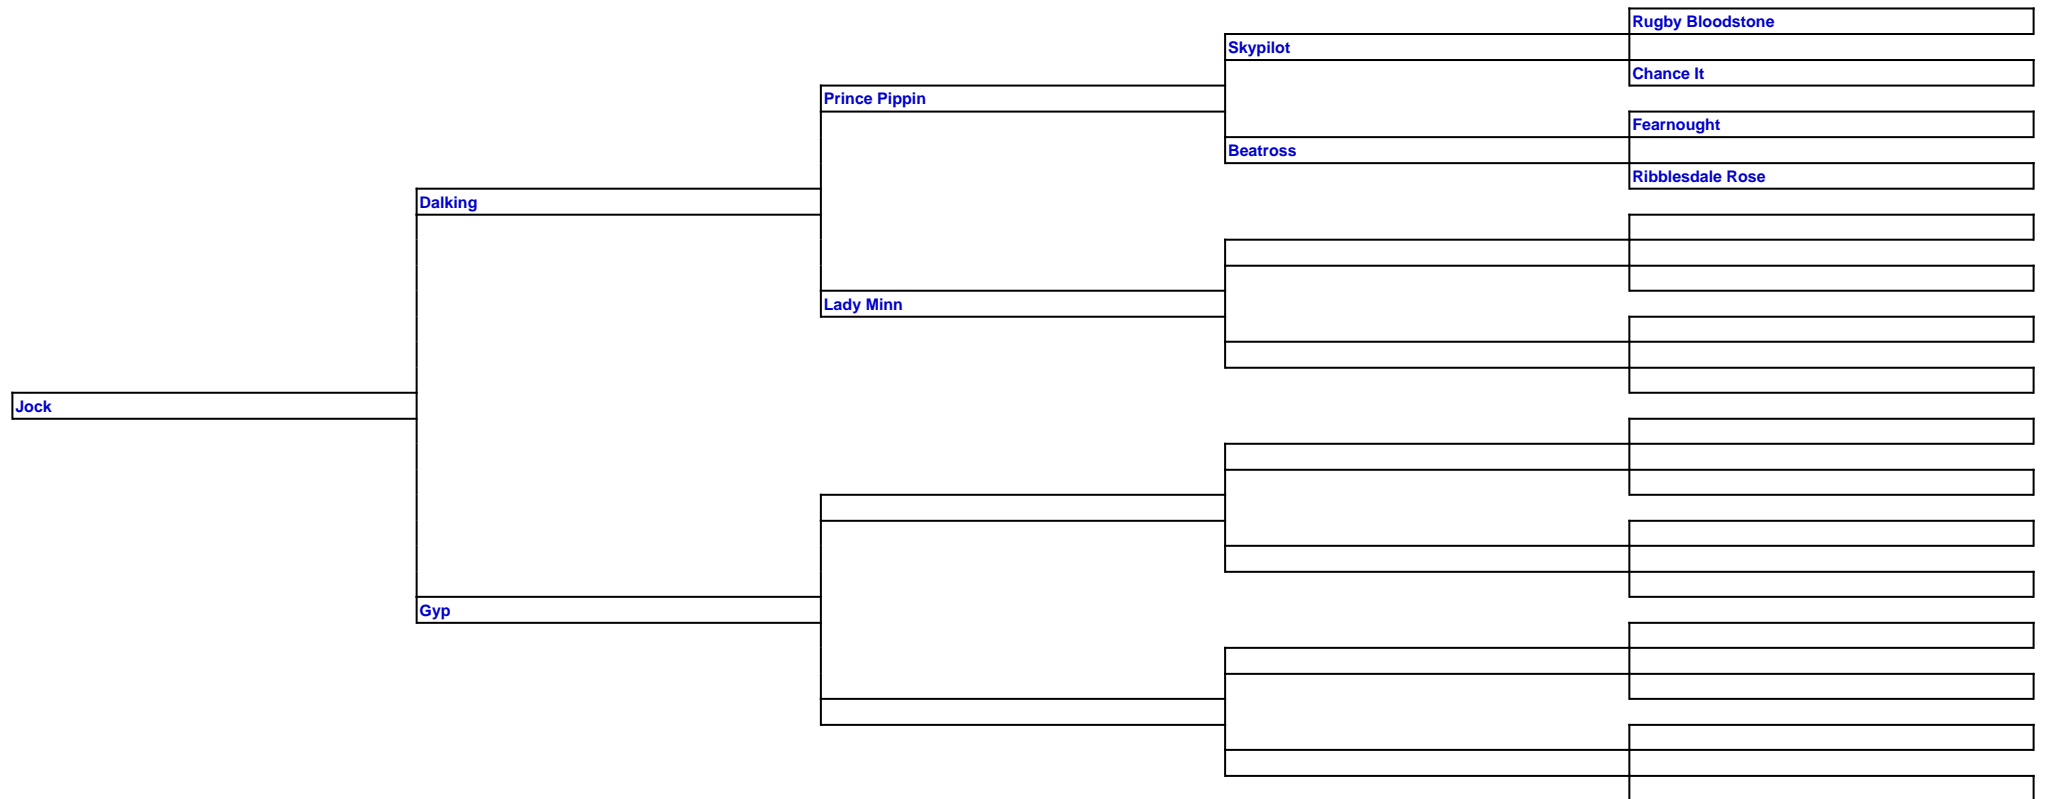 Rugby Bloodstone
Skypilot
Chance It
Prince Pippin
Fearnought
Beatross
Ribblesdale Rose
Dalking
Lady Minn
Jock
Gyp